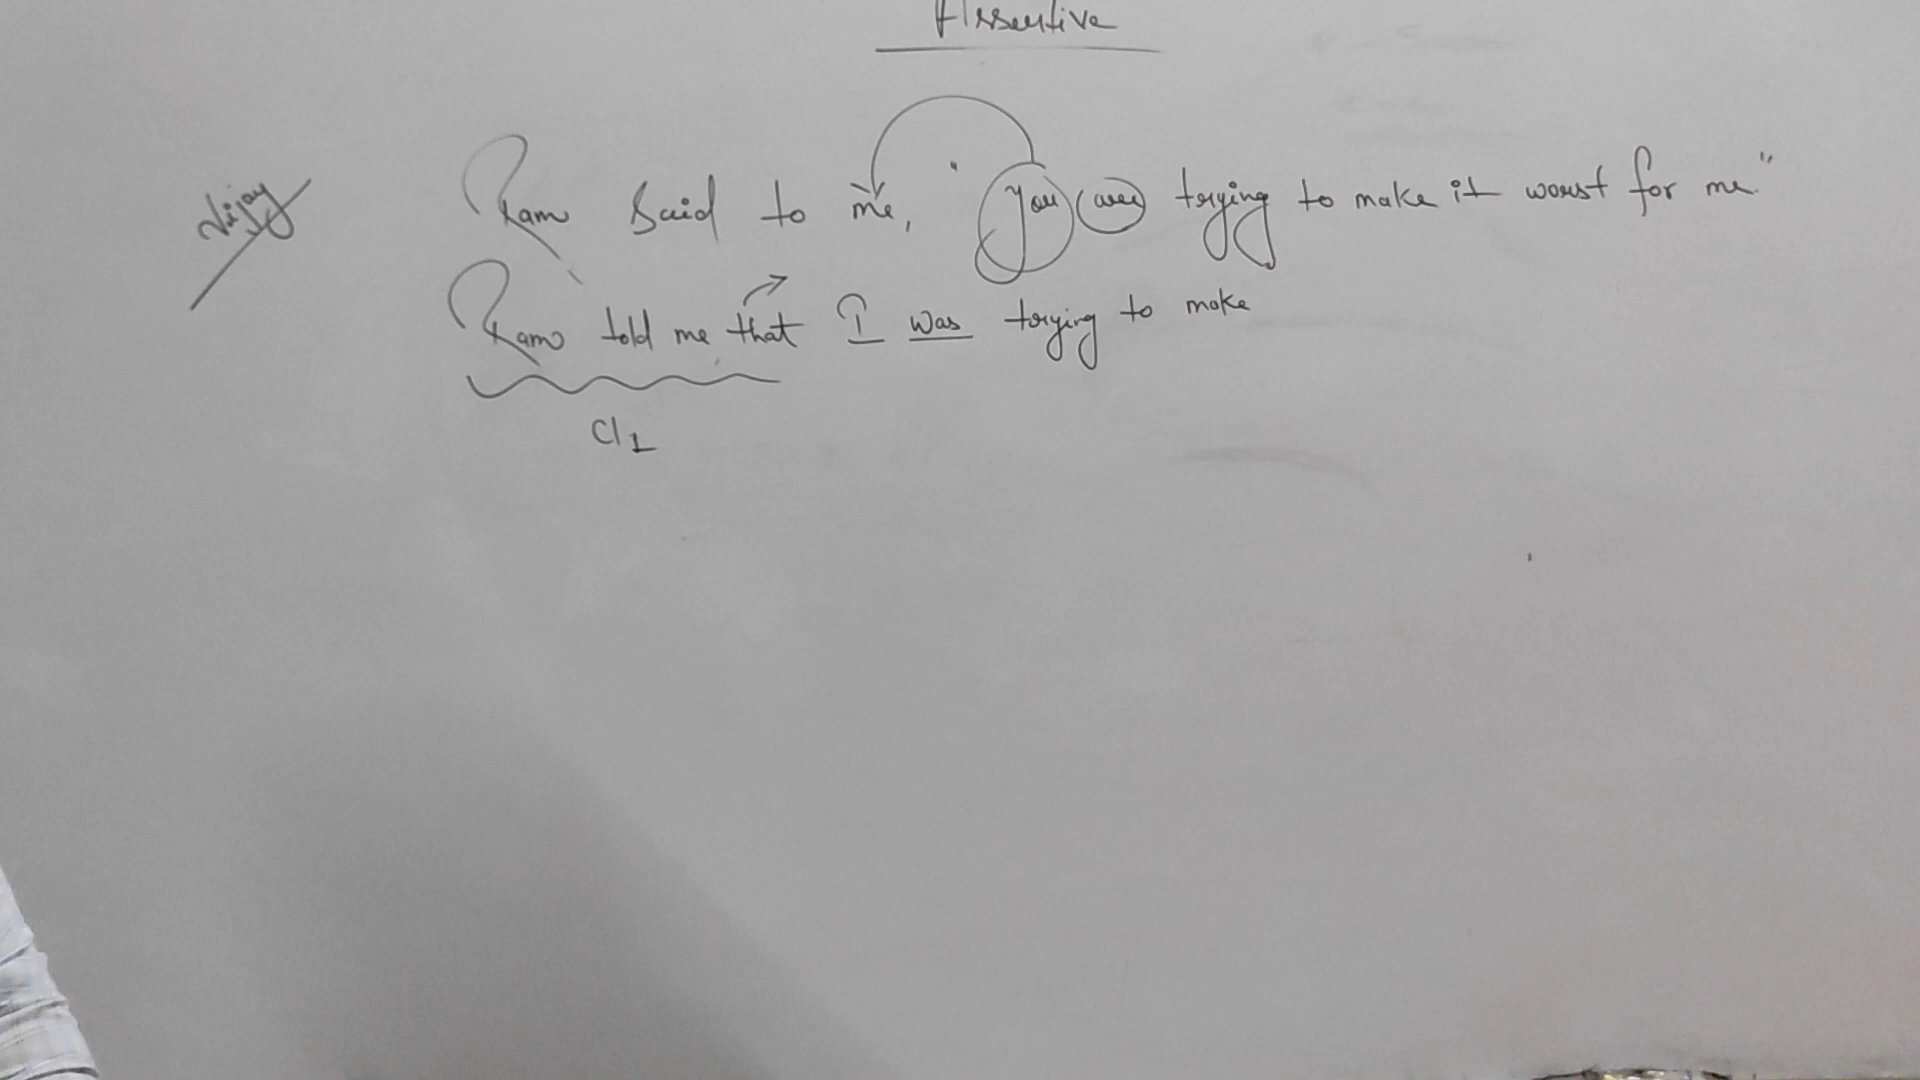 Assertive
Vijay
Ram said to me, "You are trying to make it worst for me."
Ram told me that I was trying to make
Cl1